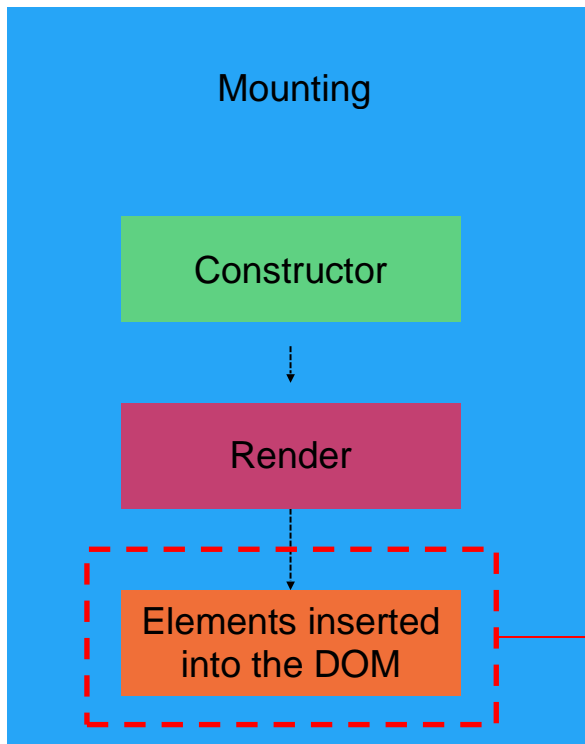 Mounting
Constructor
Render
Elements inserted
into the DOM